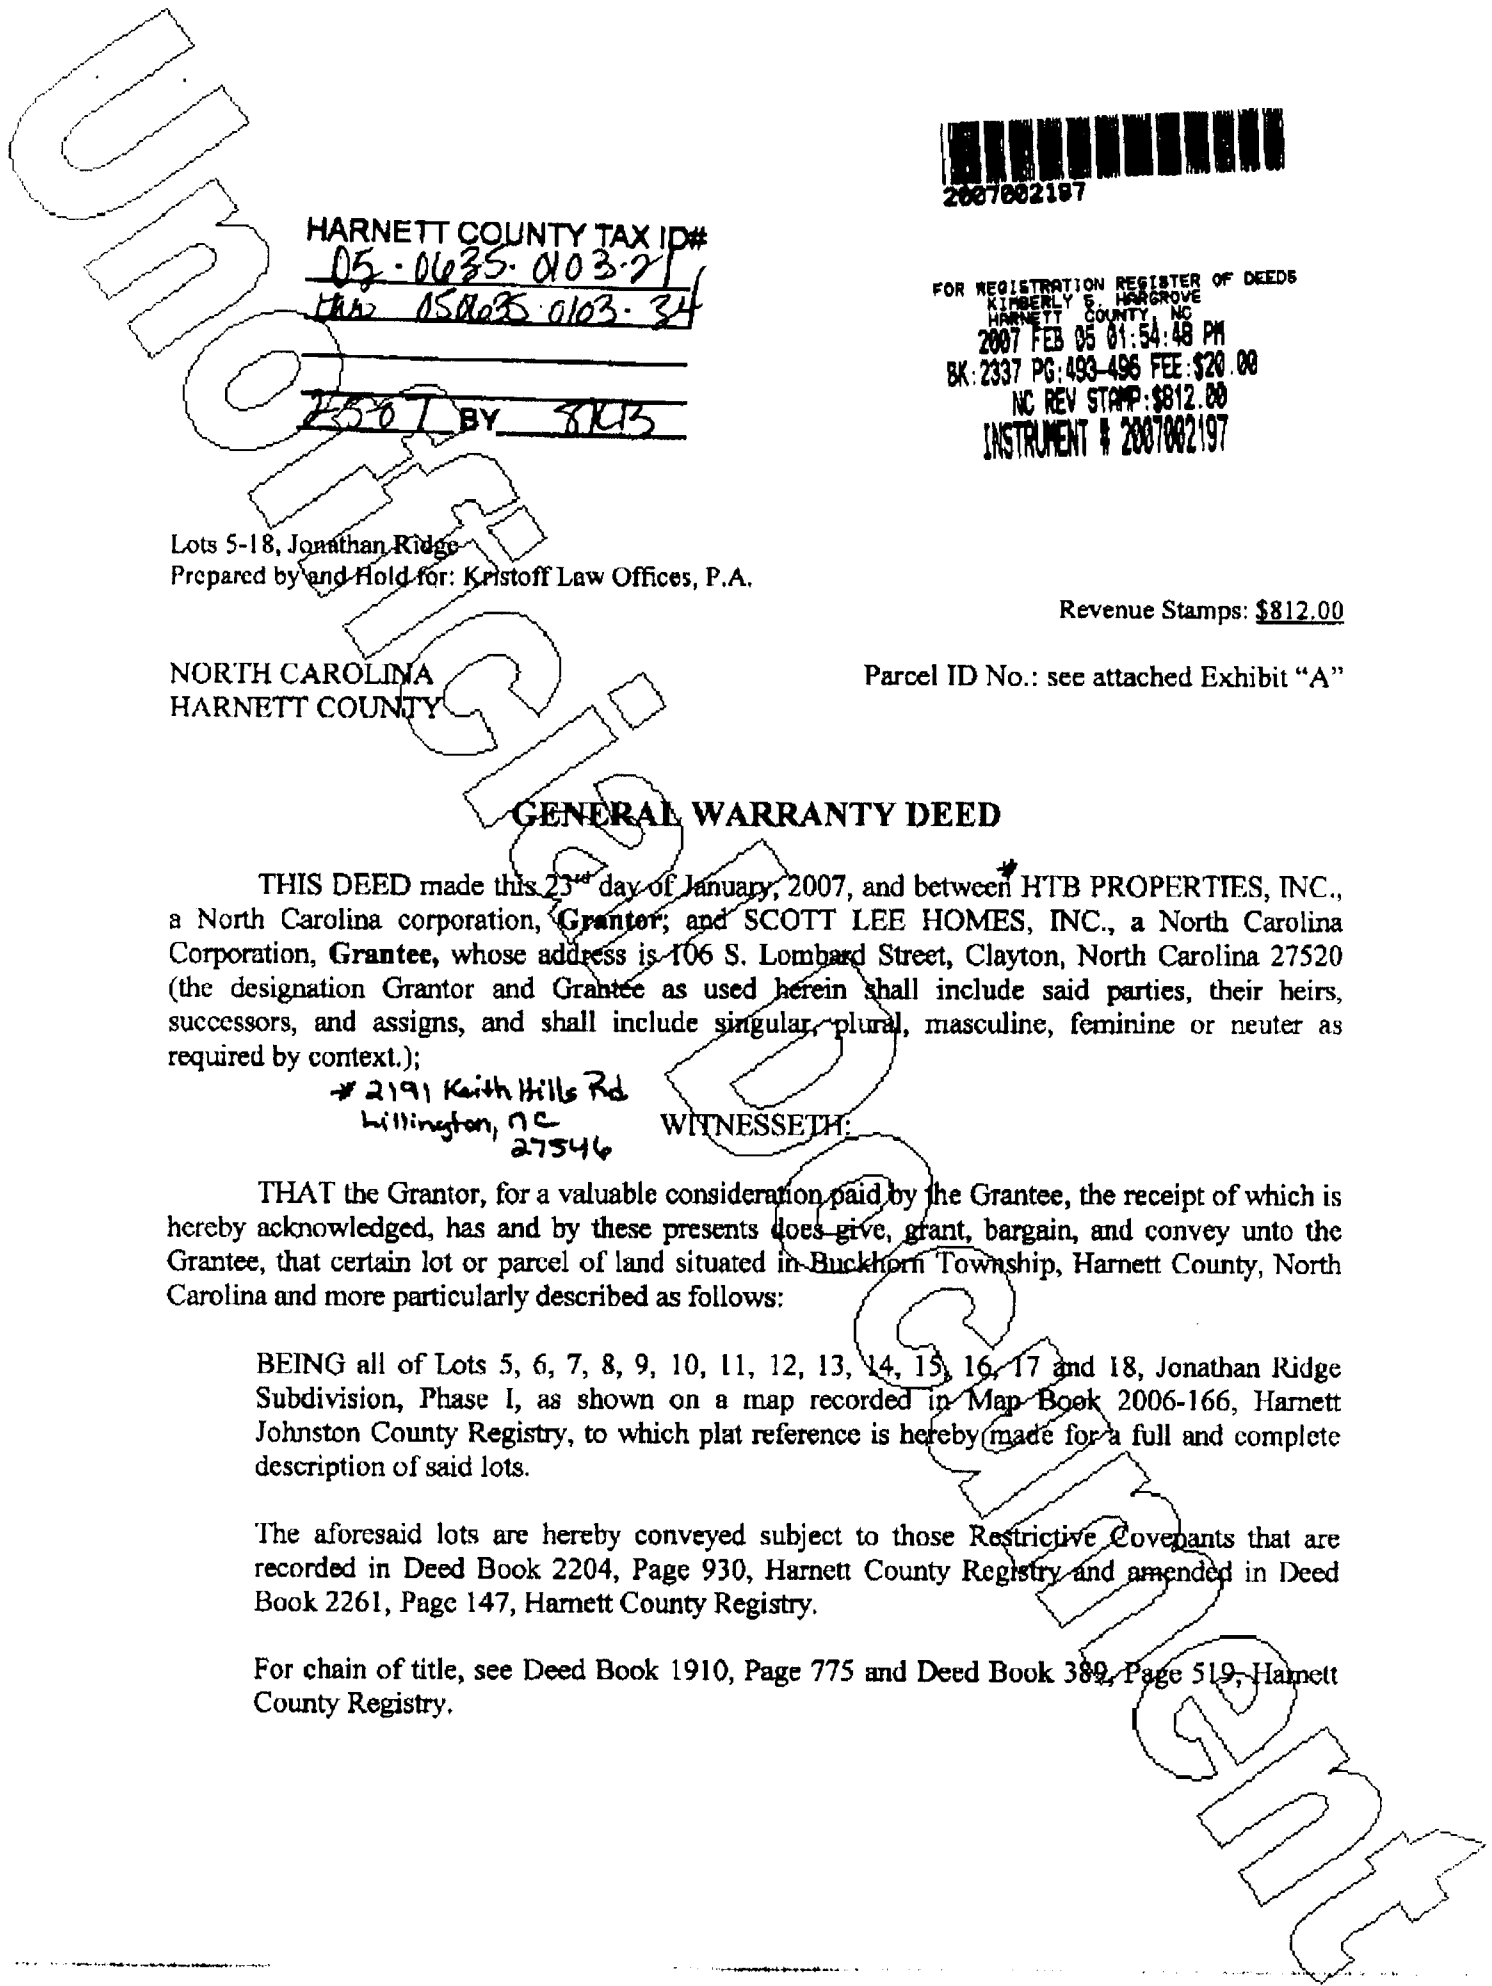 2007002197
HARNETT COUNTY TAX ID#
05-0635-0103-21
thru 050635-0103-34
2-5-07 BY SKB
FOR REGISTRATION REGISTER OF DEEDS
KIMBERLY S. HARGROVE
HARNETT COUNTY, NC
2007 FEB 05 01:54:48 PM
BK:2337 PG:493-496 FEE:$20.00
NC REV STAMP:$812.00
INSTRUMENT # 2007002197
Lots 5-18, Jonathan Ridge
Prepared by and Hold for: Kristoff Law Offices, P.A.
Revenue Stamps: $812.00
NORTH CAROLINA
HARNETT COUNTY
Parcel ID No.: see attached Exhibit “A”
GENERAL WARRANTY DEED
THIS DEED made this 23rd day of January, 2007, and between * HTB PROPERTIES, INC.,
a North Carolina corporation, Grantor; and SCOTT LEE HOMES, INC., a North Carolina
Corporation, Grantee, whose address is 106 S. Lombard Street, Clayton, North Carolina 27520
(the designation Grantor and Grantee as used herein shall include said parties, their heirs,
successors, and assigns, and shall include singular, plural, masculine, feminine or neuter as
required by context.);
* 2191 Keith Hills Rd
Lillington, NC
27546
WITNESSETH:
THAT the Grantor, for a valuable consideration paid by the Grantee, the receipt of which is
hereby acknowledged, has and by these presents does give, grant, bargain, and convey unto the
Grantee, that certain lot or parcel of land situated in Buckhorn Township, Harnett County, North
Carolina and more particularly described as follows:
BEING all of Lots 5, 6, 7, 8, 9, 10, 11, 12, 13, 14, 15, 16, 17 and 18, Jonathan Ridge
Subdivision, Phase I, as shown on a map recorded in Map Book 2006-166, Harnett
Johnston County Registry, to which plat reference is hereby made for a full and complete
description of said lots.
The aforesaid lots are hereby conveyed subject to those Restrictive Covenants that are
recorded in Deed Book 2204, Page 930, Harnett County Registry and amended in Deed
Book 2261, Page 147, Harnett County Registry.
For chain of title, see Deed Book 1910, Page 775 and Deed Book 389, Page 519, Harnett
County Registry.
Unofficial Document